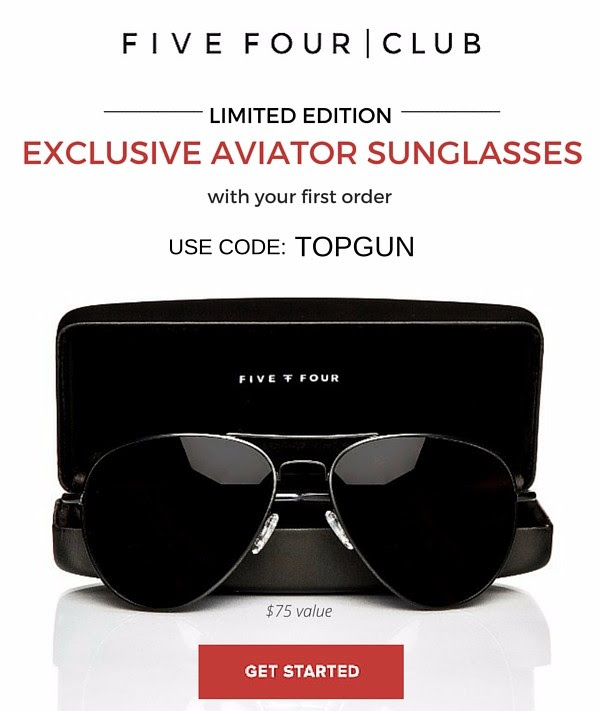 FIVE FOUR | CLUB
LIMITED EDITION
EXCLUSIVE AVIATOR SUNGLASSES
with your first order
USE CODE: TOPGUN
FIVE FOUR
$75 value
GET STARTED